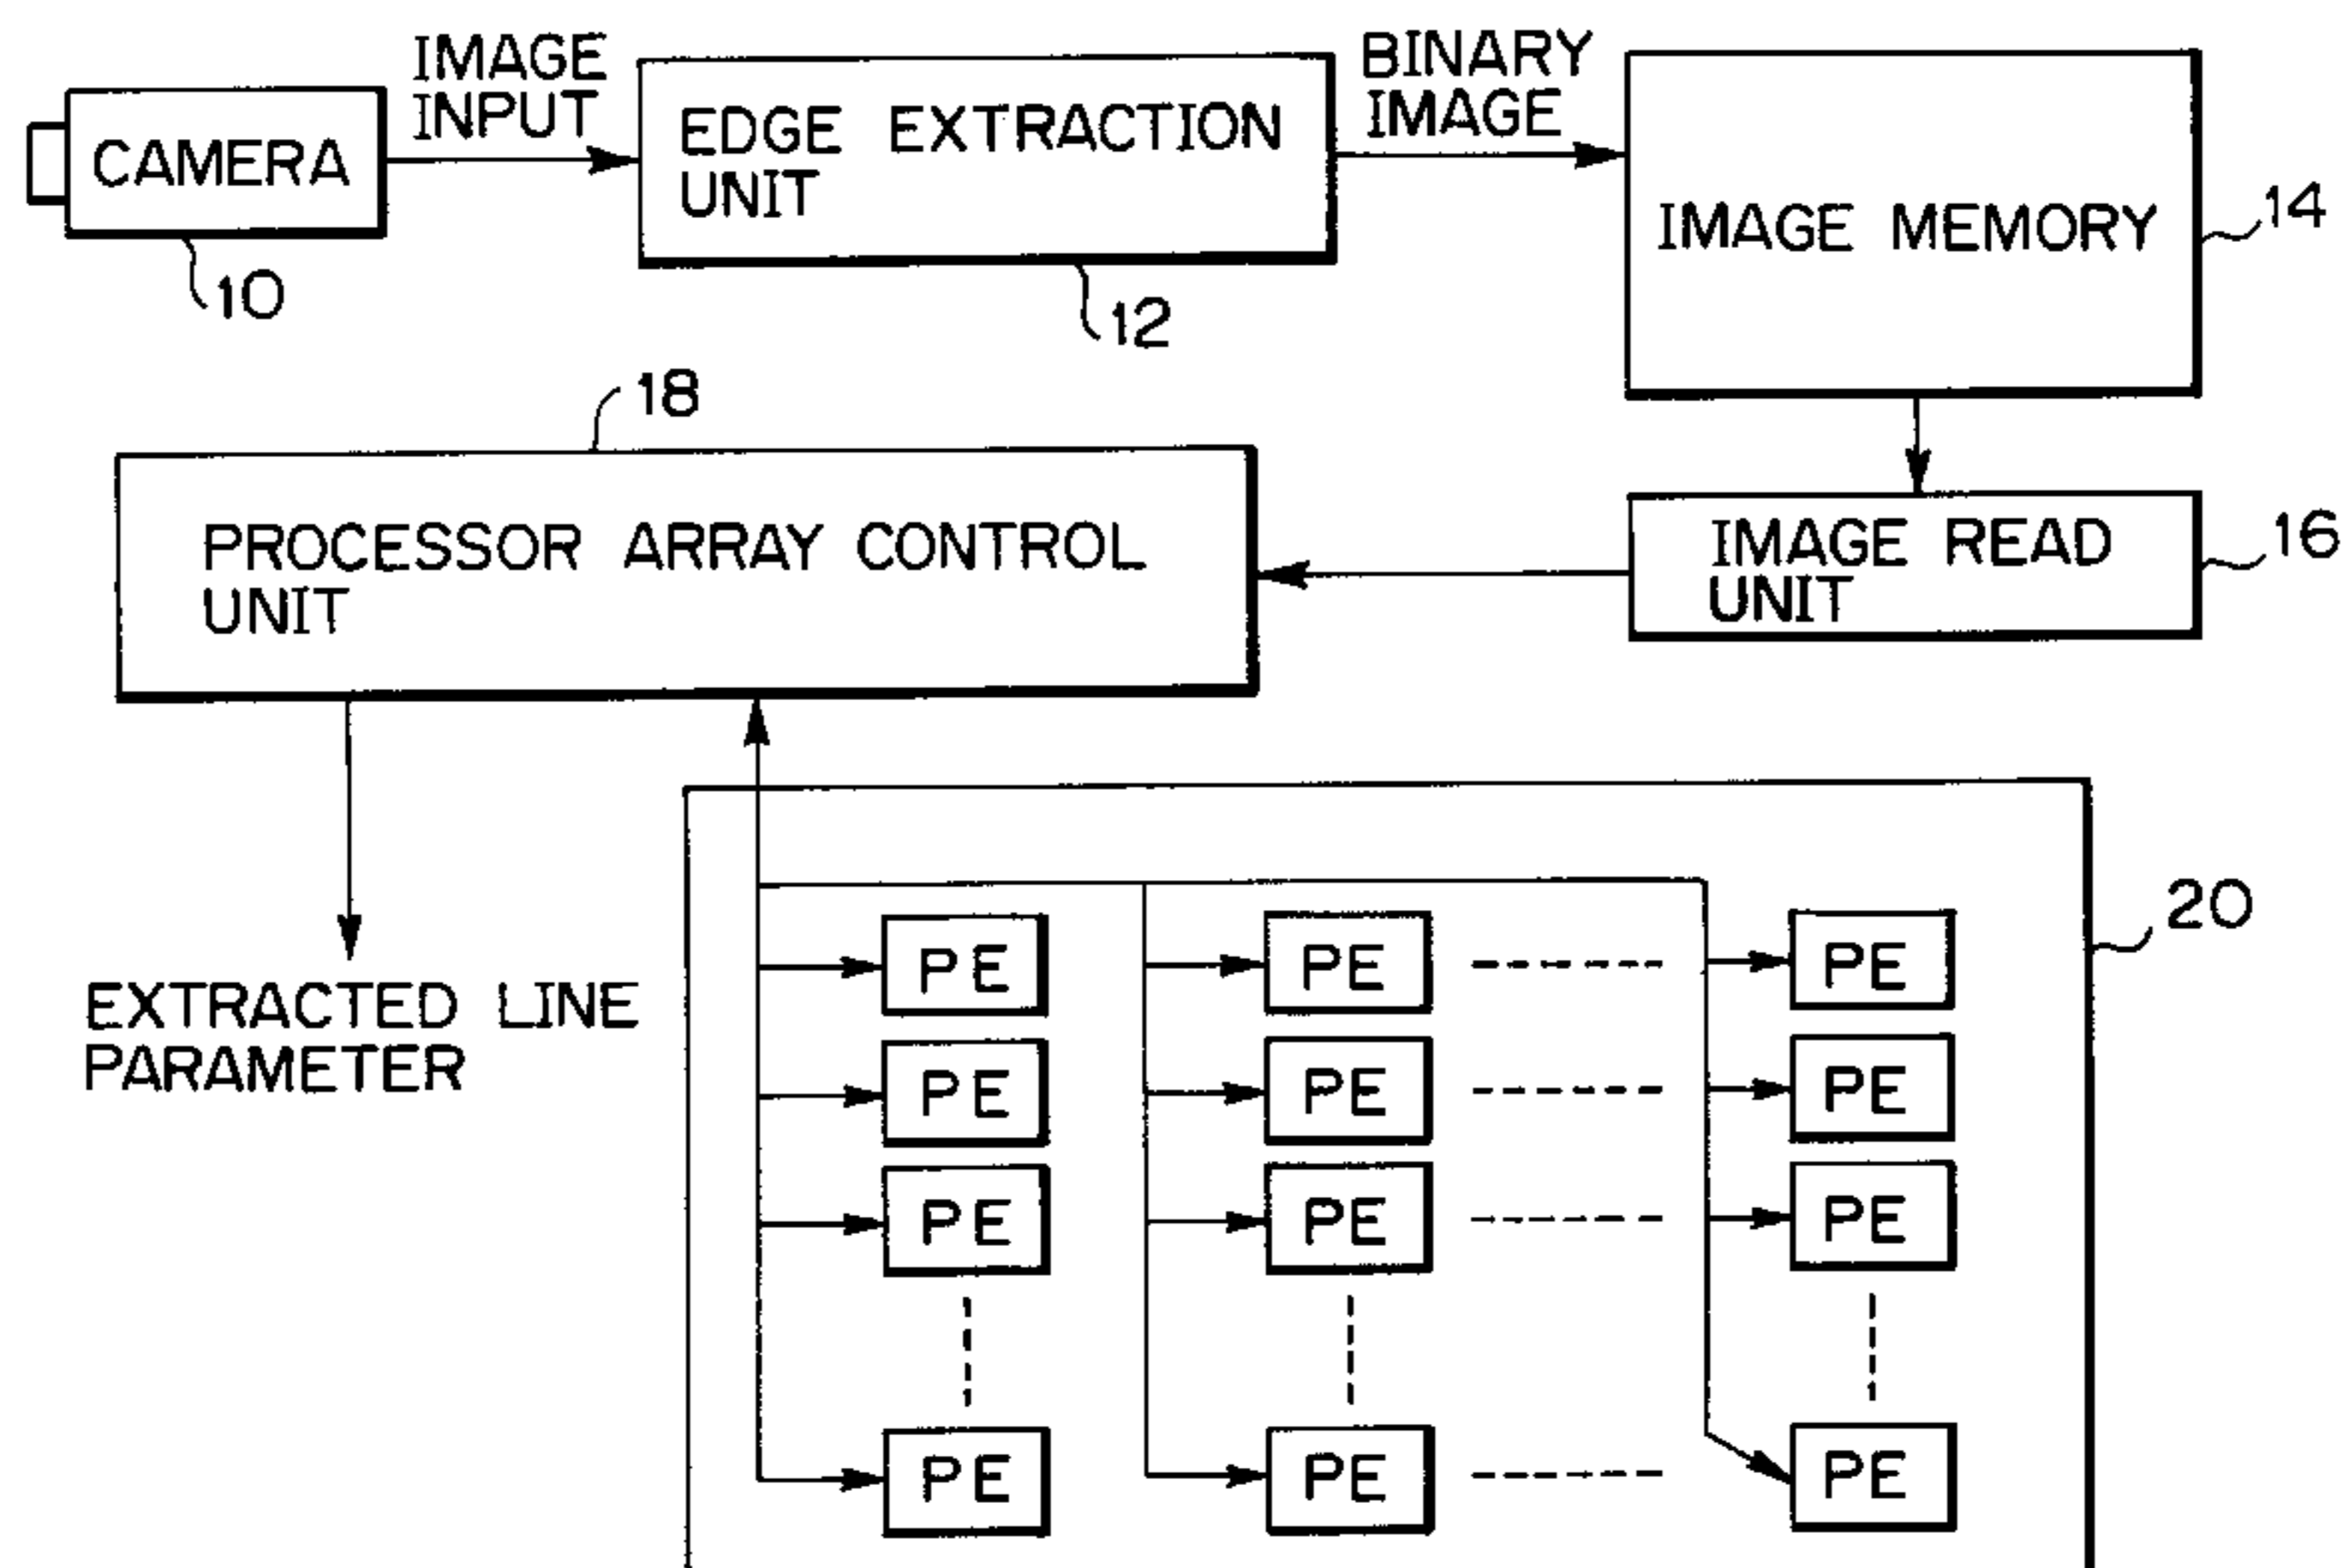 IMAGE
INPUT
BINARY
IMAGE
CAMERA
EDGE EXTRACTION
UNIT
IMAGE MEMORY
14
10
12
18
PROCESSOR ARRAY CONTROL
UNIT
IMAGE READ
UNIT
16
20
PE PE PE
EXTRACTED LINE
PARAMETER
PE PE PE
PE PE PE
PE PE PE